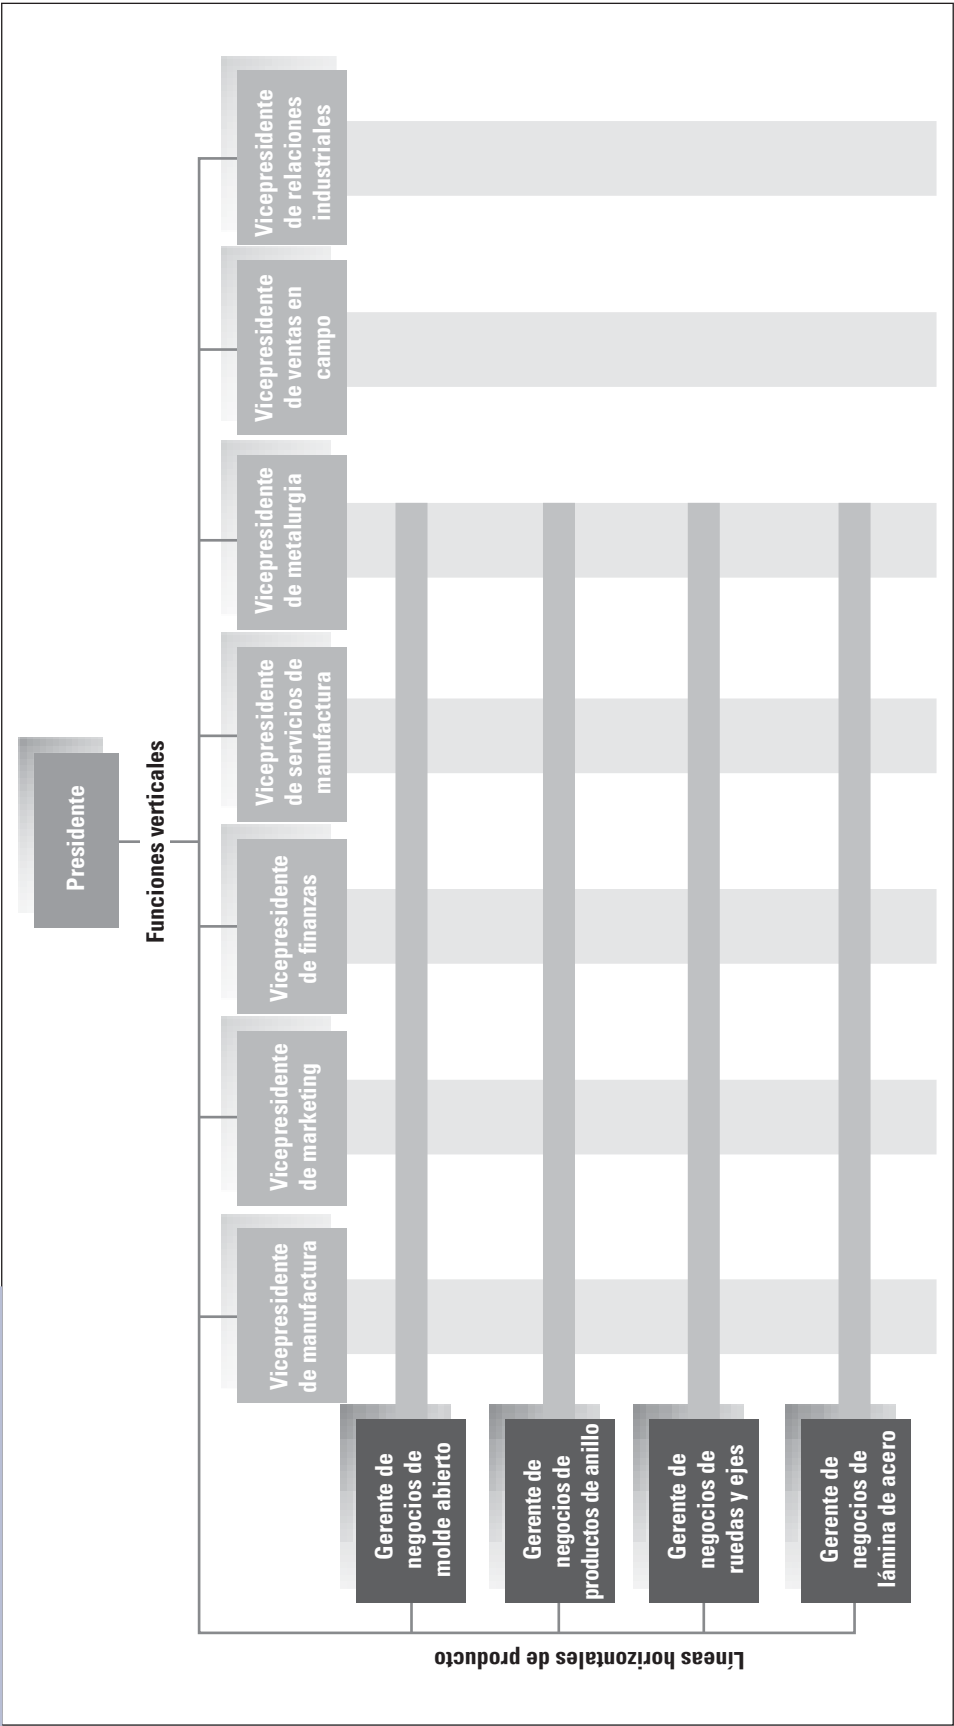 Presidente
Funciones verticales
Vicepresidente
de manufactura
Vicepresidente
de marketing
Vicepresidente
de finanzas
Vicepresidente
de servicios de
manufactura
Vicepresidente
de metalurgia
Vicepresidente
de ventas en
campo
Vicepresidente
de relaciones
industriales
Líneas horizontales de producto
Gerente de
negocios de
molde abierto
Gerente de
negocios de
productos de anillo
Gerente de
negocios de
ruedas y ejes
Gerente de
negocios de
lámina de acero